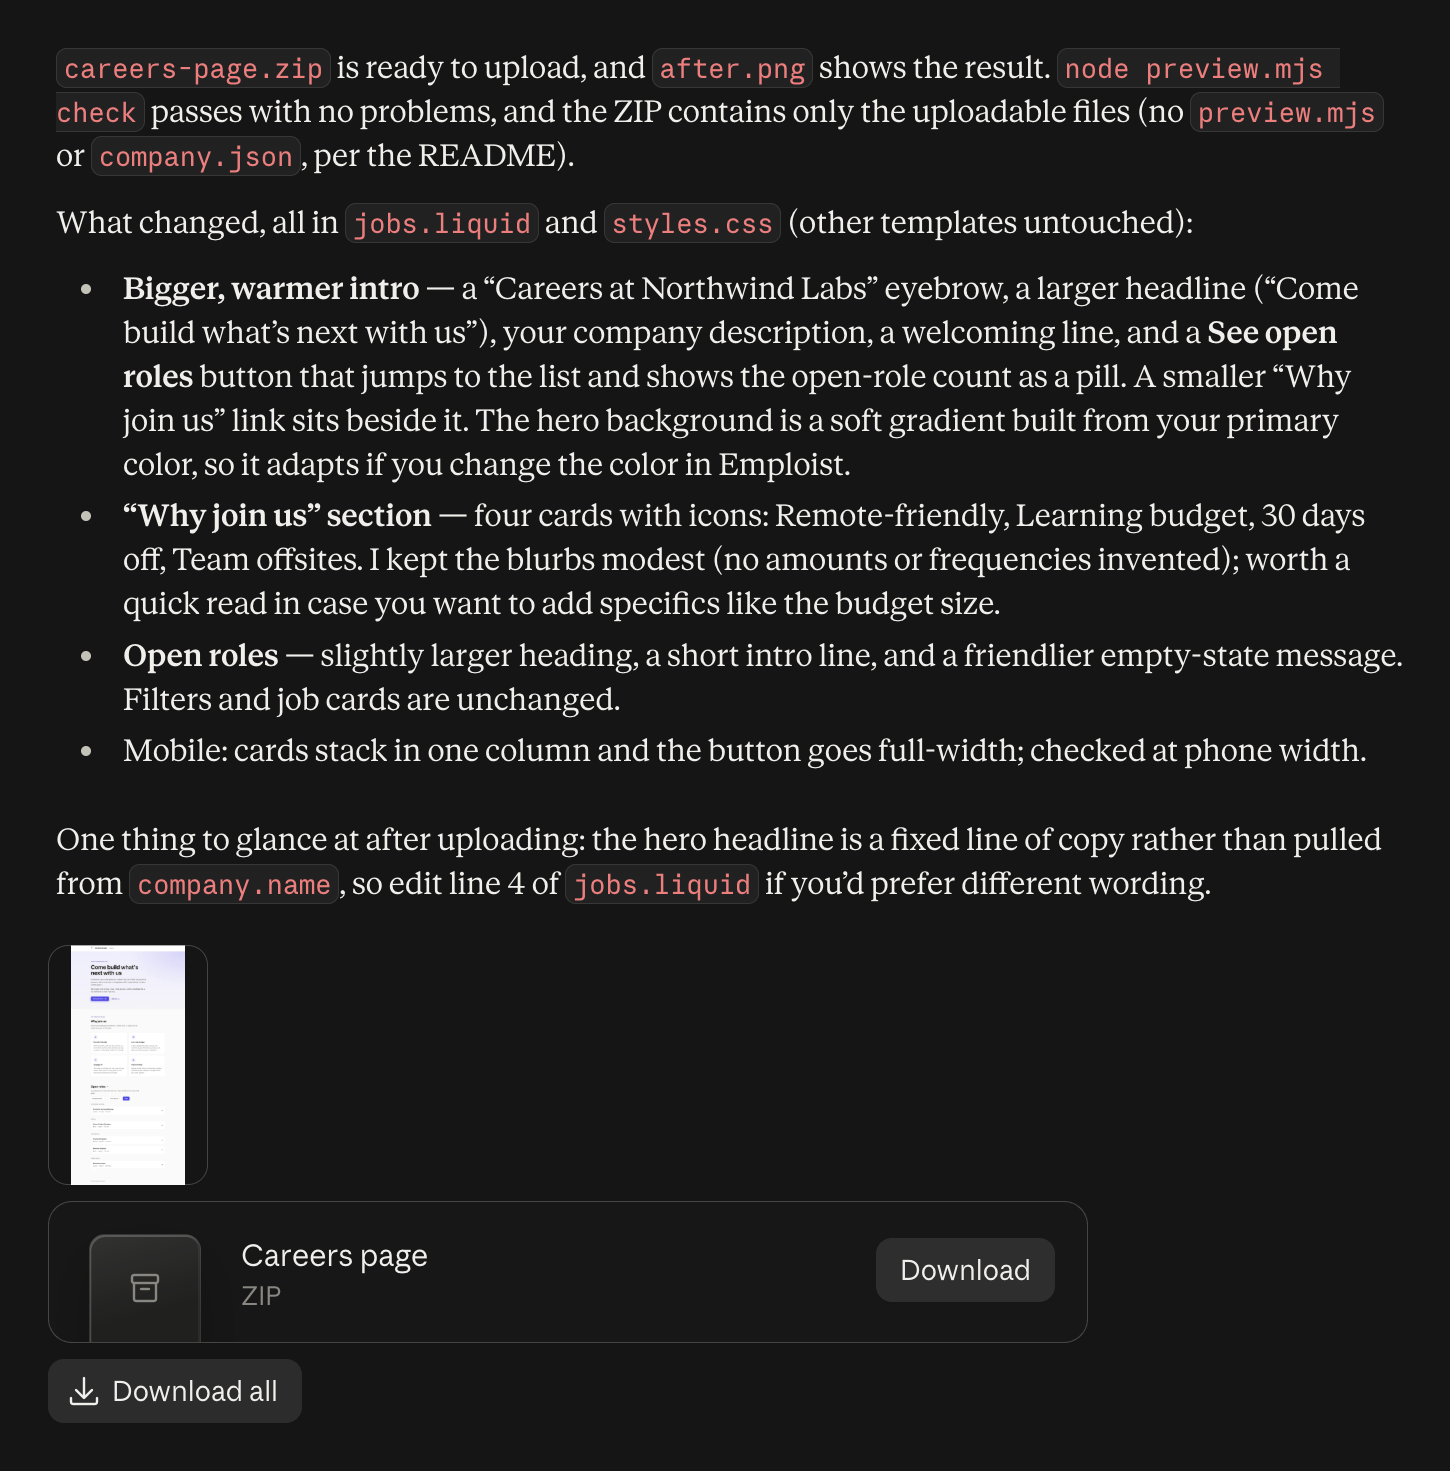 careers-page.zip is ready to upload, and after.png shows the result. node preview.mjs
check passes with no problems, and the ZIP contains only the uploadable files (no preview.mjs
or company.json, per the README).
What changed, all in jobs.liquid and styles.css (other templates untouched):
• Bigger, warmer intro — a “Careers at Northwind Labs” eyebrow, a larger headline (“Come
build what’s next with us”), your company description, a welcoming line, and a See open
roles button that jumps to the list and shows the open-role count as a pill. A smaller “Why
join us” link sits beside it. The hero background is a soft gradient built from your primary
color, so it adapts if you change the color in Emploist.
• “Why join us” section — four cards with icons: Remote-friendly, Learning budget, 30 days
off, Team offsites. I kept the blurbs modest (no amounts or frequencies invented); worth a
quick read in case you want to add specifics like the budget size.
• Open roles — slightly larger heading, a short intro line, and a friendlier empty-state message.
Filters and job cards are unchanged.
• Mobile: cards stack in one column and the button goes full-width; checked at phone width.
One thing to glance at after uploading: the hero headline is a fixed line of copy rather than pulled
from company.name, so edit line 4 of jobs.liquid if you’d prefer different wording.
Come build what's
next with us
Careers page
ZIP
Download
Download all